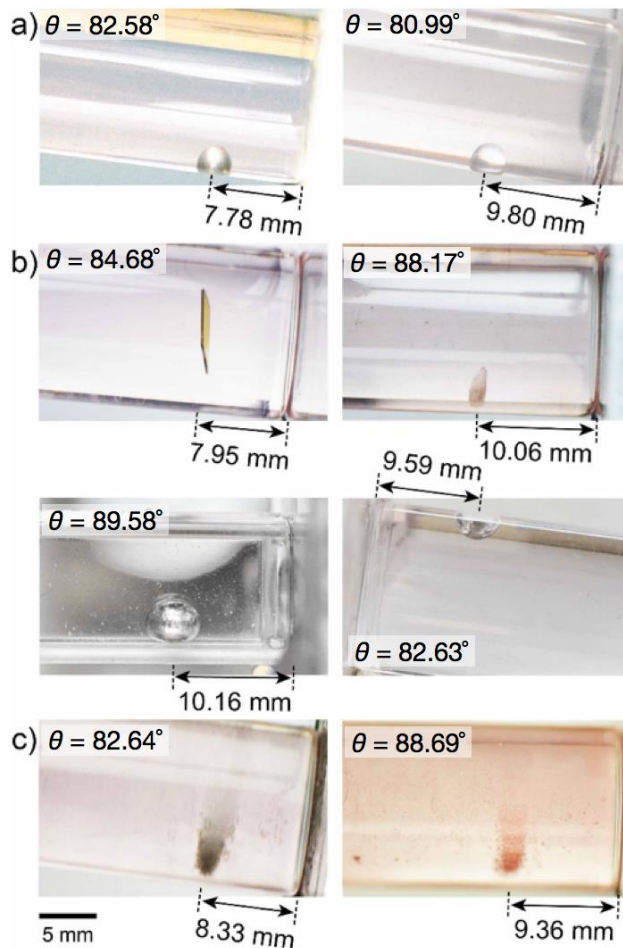 a) θ = 82.58° θ = 80.99°
7.78 mm 9.80 mm
b) θ = 84.68° θ = 88.17°
7.95 mm 10.06 mm
9.59 mm
θ = 89.58°
θ = 82.63°
10.16 mm
c) θ = 82.64° θ = 88.69°
5 mm 8.33 mm 9.36 mm